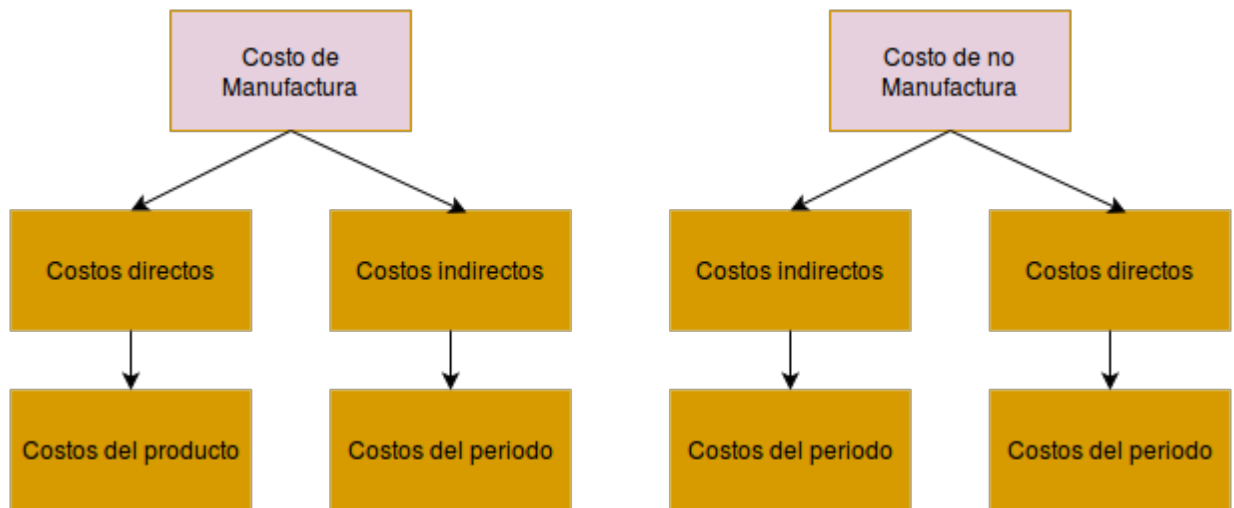 Costo de
Manufactura
Costo de no
Manufactura
Costos directos
Costos indirectos
Costos indirectos
Costos directos
Costos del producto
Costos del periodo
Costos del periodo
Costos del periodo